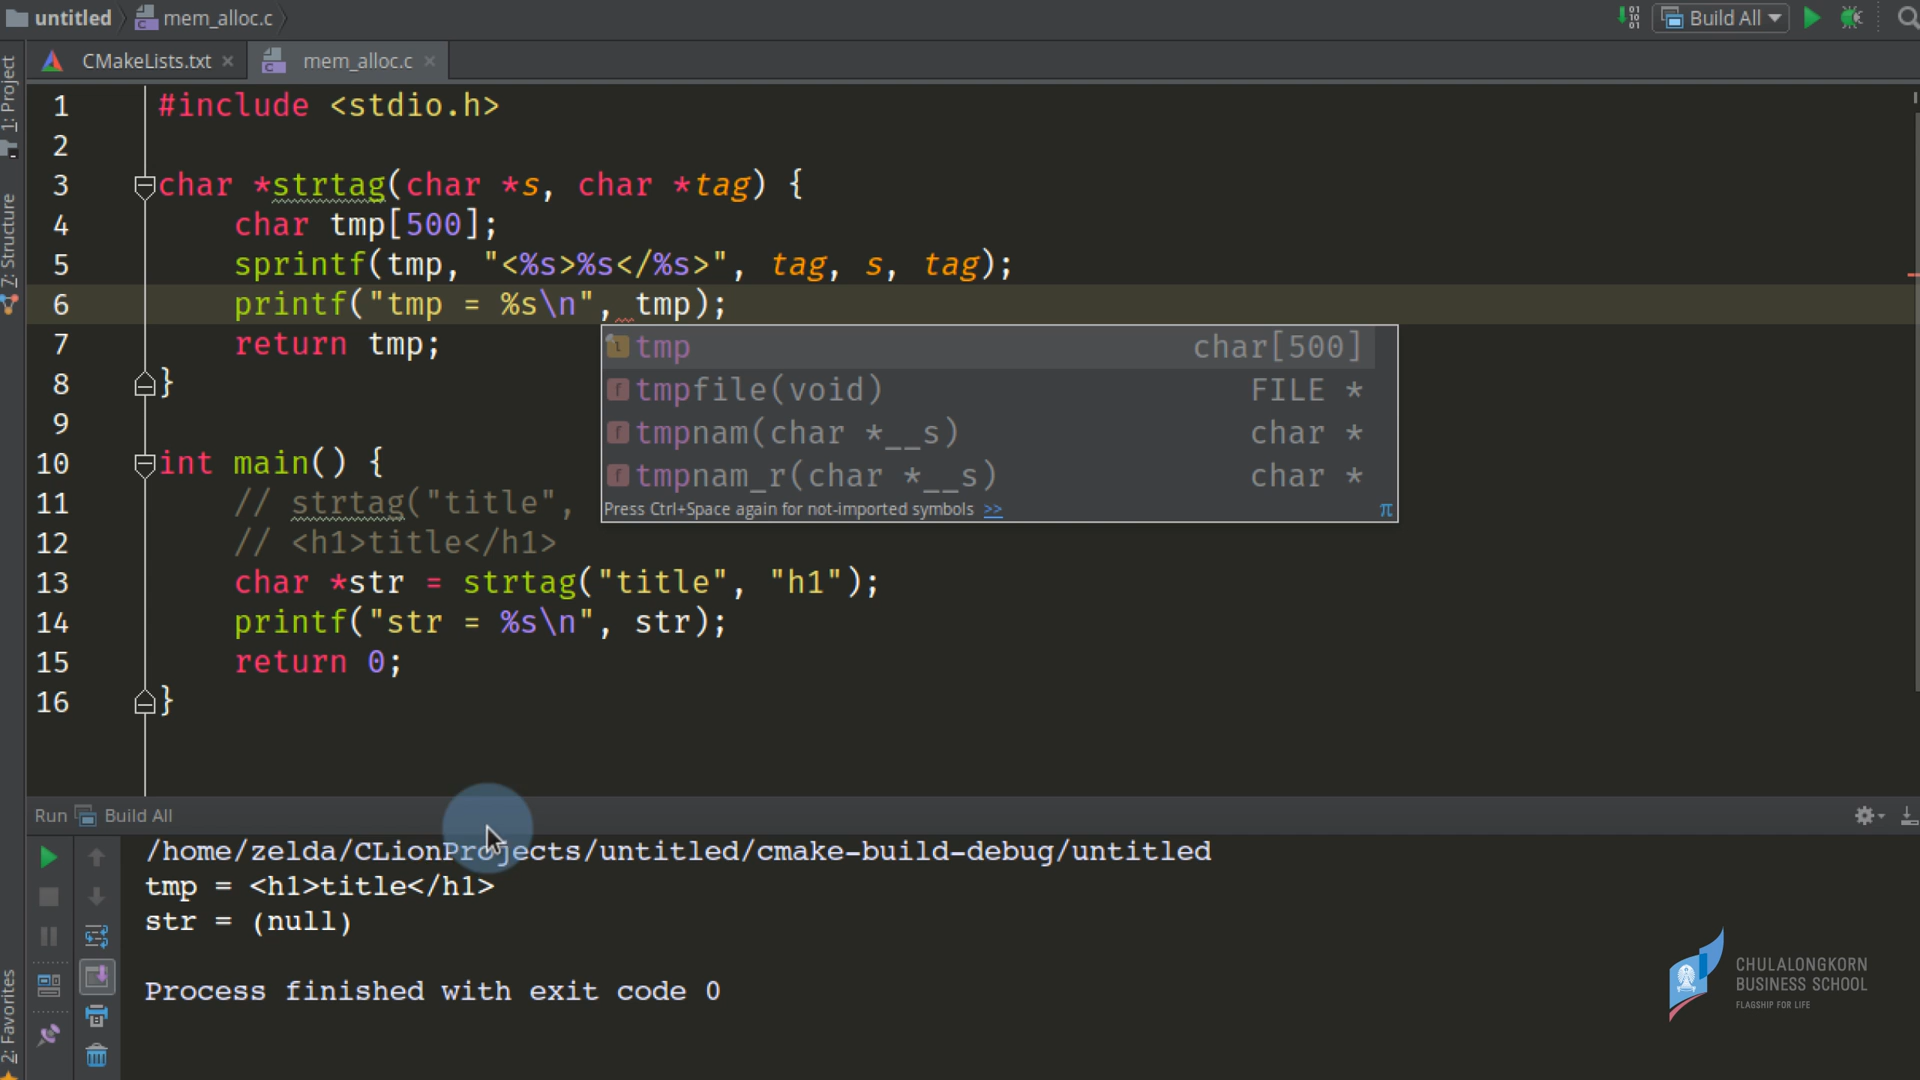 untitled mem_alloc.c Build All
CMakeLists.txt mem_alloc.c
1: Project
7: Structure
2: Favorites
1 #include <stdio.h>
2
3 char *strtag(char *s, char *tag) {
4 char tmp[500];
5 sprintf(tmp, "<%s>%s</%s>", tag, s, tag);
6 printf("tmp = %s\n", tmp);
7 return tmp;
8 }
9
10 int main() {
11 // strtag("title",
12 // <h1>title</h1>
13 char *str = strtag("title", "h1");
14 printf("str = %s\n", str);
15 return 0;
16 }
tmp char[500]
tmpfile(void) FILE *
tmpnam(char *__s) char *
tmpnam_r(char *__s) char *
Press Ctrl+Space again for not-imported symbols >> π
Run Build All
/home/zelda/CLionProjects/untitled/cmake-build-debug/untitled
tmp = <h1>title</h1>
str = (null)
Process finished with exit code 0
CHULALONGKORN
BUSINESS SCHOOL
FLAGSHIP FOR LIFE